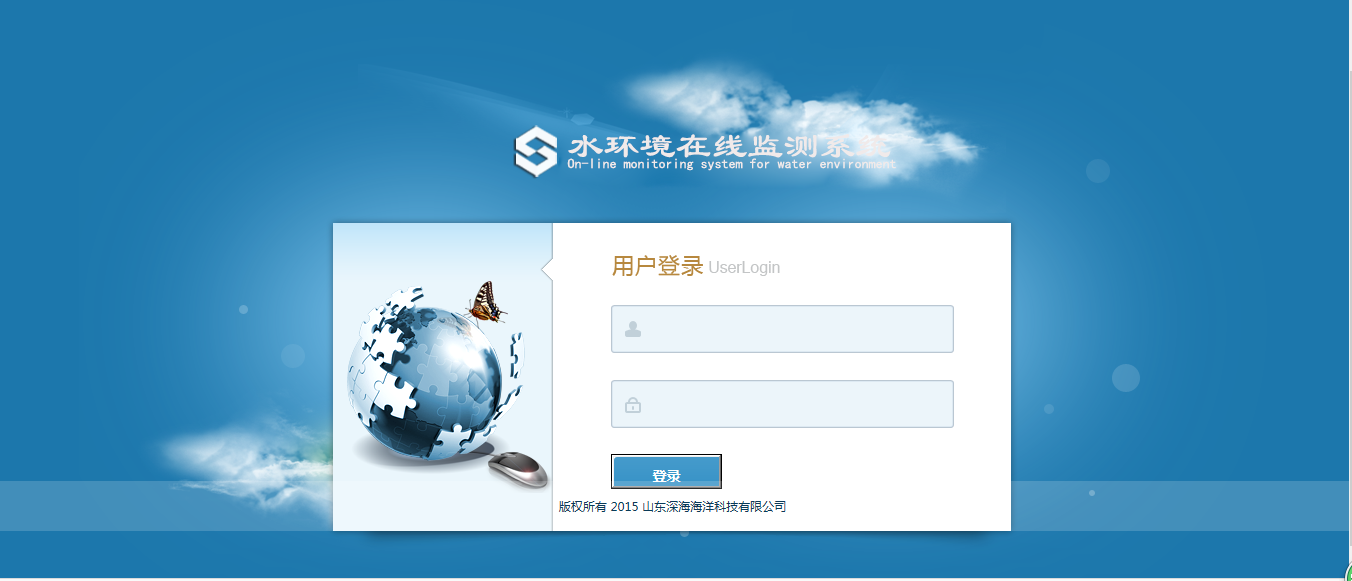 水环境在线监测系统
On-line monitoring system for water environment
用户登录 UserLogin
登录
版权所有 2015 山东深海海洋科技有限公司